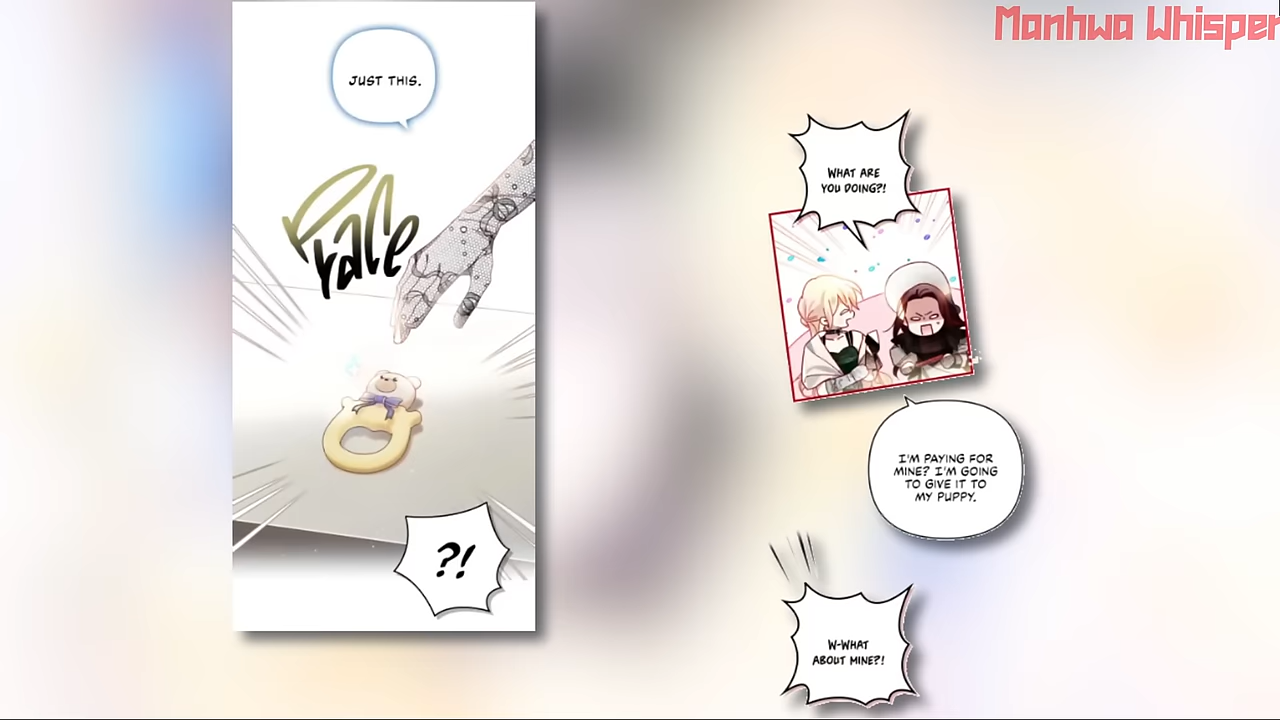 Manhwa Whisper
JUST THIS.
Place
?!
WHAT ARE
YOU DOING?!
I'M PAYING FOR
MINE? I'M GOING
TO GIVE IT TO
MY PUPPY.
W-WHAT
ABOUT MINE?!